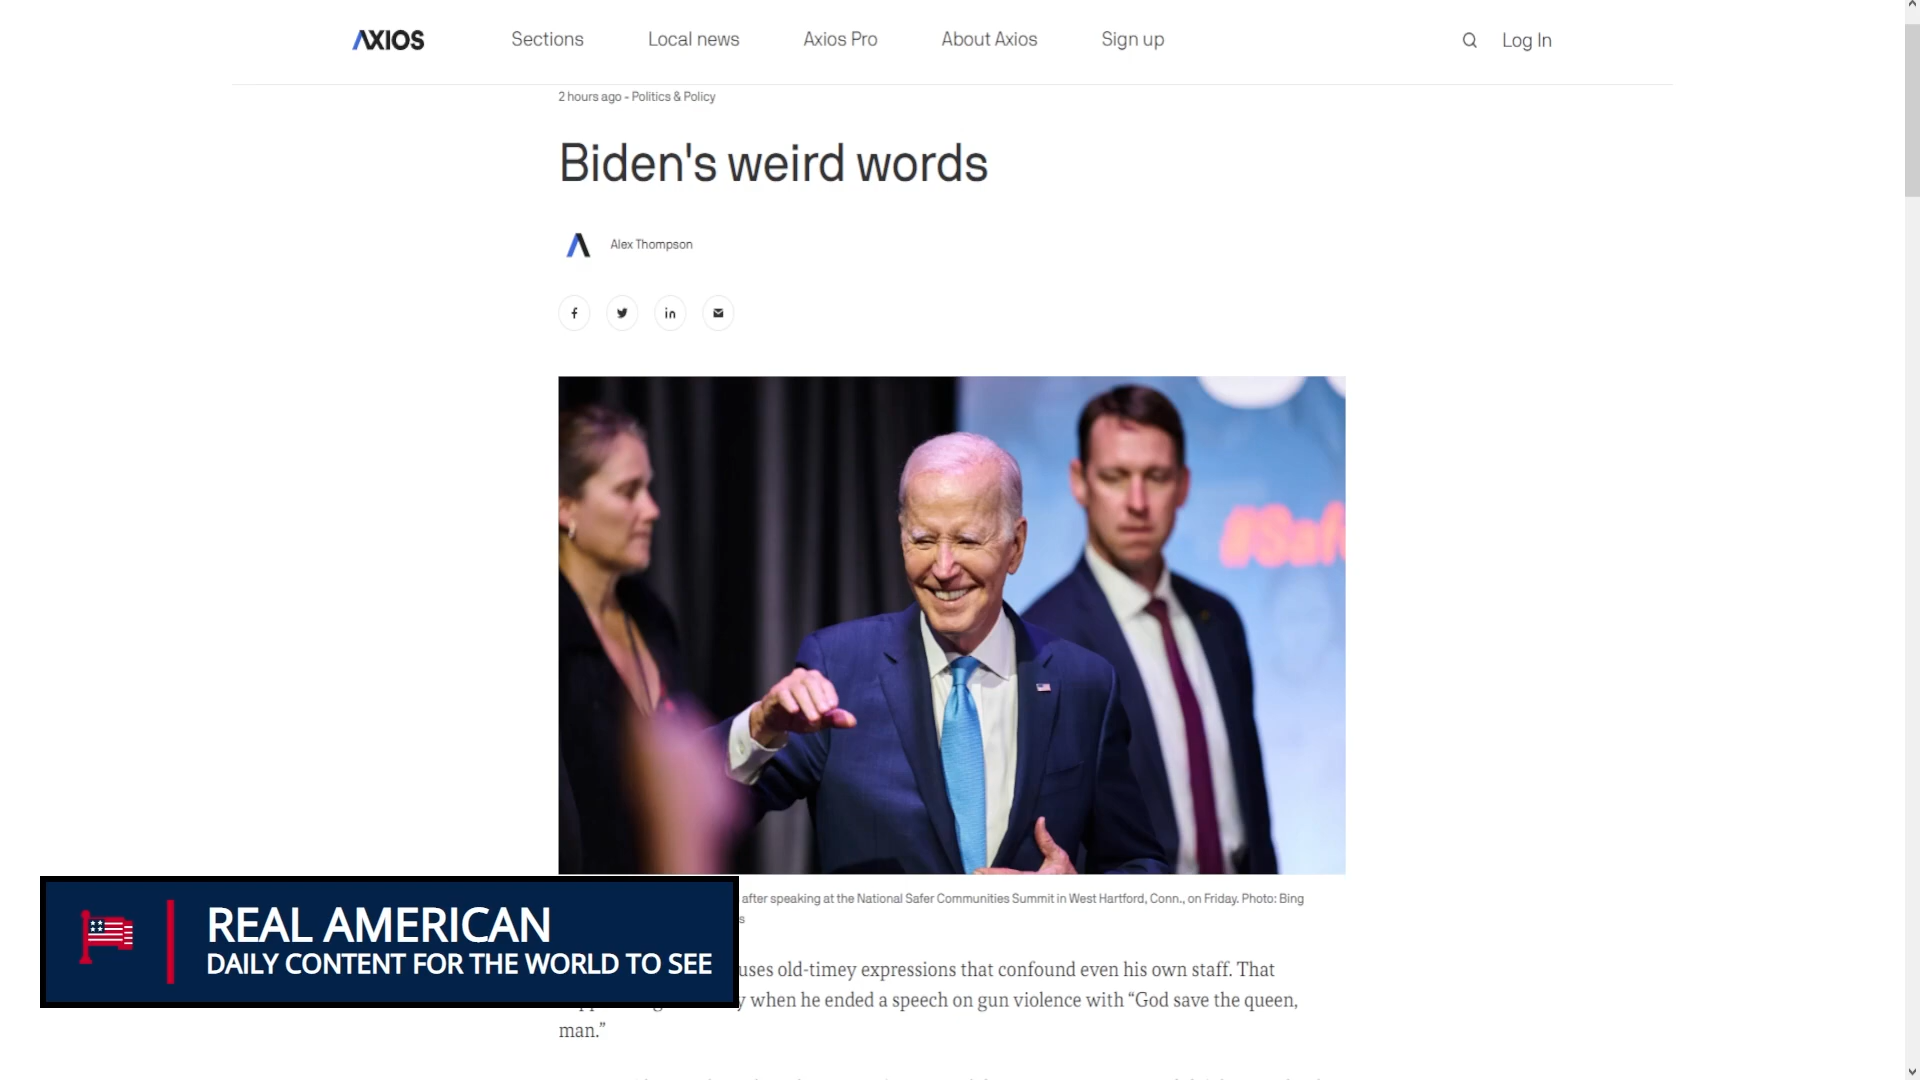 AXIOS
Sections
Local news
Axios Pro
About Axios
Sign up
Log In
2 hours ago - Politics & Policy
Biden's weird words
Alex Thompson
#Saf
after speaking at the National Safer Communities Summit in West Hartford, Conn., on Friday. Photo: Bing
s
REAL AMERICAN
DAILY CONTENT FOR THE WORLD TO SEE
uses old-timey expressions that confound even his own staff. That
when he ended a speech on gun violence with “God save the queen,
man.”